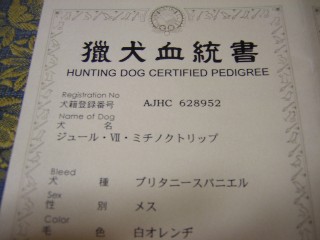 獵犬血統書
HUNTING DOG CERTIFIED PEDIGREE
Registration No
犬籍登録番号 AJHC 628952
Name of Dog
犬名
ジュール・Ⅶ・ミチノクトリップ
Bleed
犬種 ブリタニースパニエル
Sex
性別 メス
Color
毛色 白オレンヂ